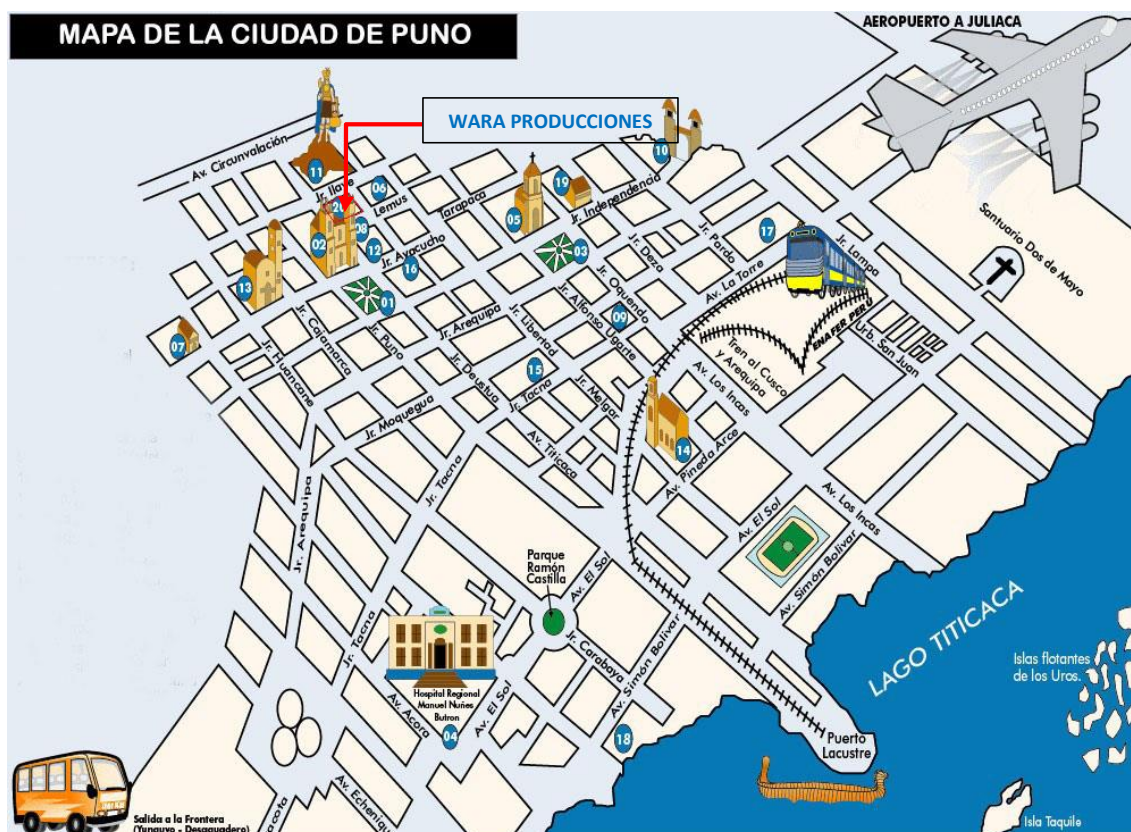 MAPA DE LA CIUDAD DE PUNO
AEROPUERTO A JULIACA
WARA PRODUCCIONES
Av. Circunvalación
11
10
Jr. Ilave
06
Lemus
Tarapaca
05
19
Jr. Independencia
02
08
12
Jr. Ayacucho
16
03
Jr. Deza
Jr. Pardo
17
Jr. Lampa
Santuario Dos de Mayo
13
01
Av. La Torre
Jr. Oquendo
09
Jr. Alfonso Ugarte
Jr. Libertad
Jr. Arequipa
Jr. Puno
Jr. Cajamarca
Jr. Huancane
07
Jr. Deustua
15
Jr. Tacna
Jr. Melgar
ENAFER PERÚ
Tren al Cusco
y Arequipa
Urb. San Juan
Av. Los Incas
Jr. Moquegua
Av. Titicaca
14
Av. Pineda Arce
Jr. Tacna
Jr. Arequipa
Av. El Sol
Av. Los Incas
Av. Simón Bolivar
Parque
Ramón
Castilla
Av. El Sol
Jr. Carabaya
Av. Simón Bolivar
LAGO TITICACA
Islas flotantes
de los Uros.
Jr. Tacna
Hospital Regional
Manuel Nuñes
Butron
Av. Acora
04
Av. El Sol
18
Puerto
Lacustre
Av. Echenique
acota
Salida a la Frontera
(Yunguyo - Desaguadero)
Isla Taquile